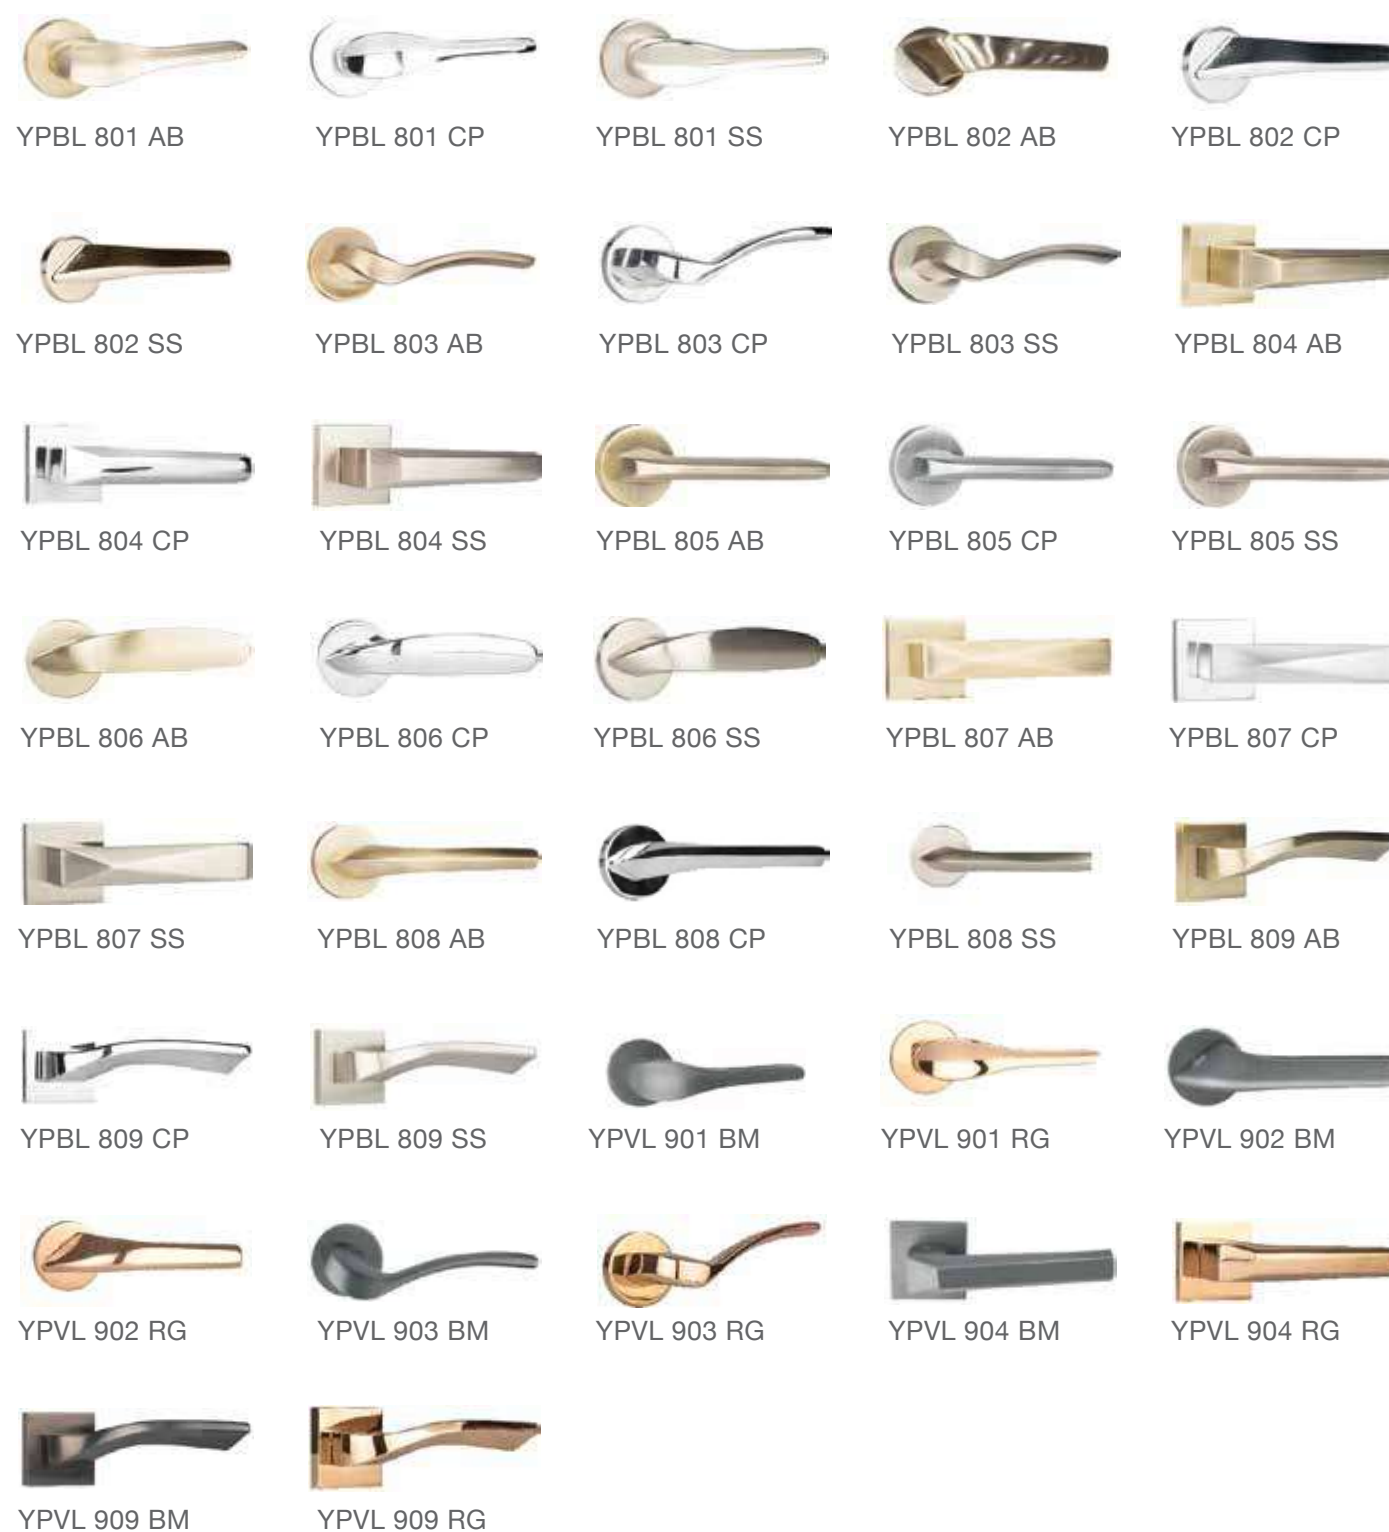 YPBL 801 AB
YPBL 801 CP
YPBL 801 SS
YPBL 802 AB
YPBL 802 CP
YPBL 802 SS
YPBL 803 AB
YPBL 803 CP
YPBL 803 SS
YPBL 804 AB
YPBL 804 CP
YPBL 804 SS
YPBL 805 AB
YPBL 805 CP
YPBL 805 SS
YPBL 806 AB
YPBL 806 CP
YPBL 806 SS
YPBL 807 AB
YPBL 807 CP
YPBL 807 SS
YPBL 808 AB
YPBL 808 CP
YPBL 808 SS
YPBL 809 AB
YPBL 809 CP
YPBL 809 SS
YPVL 901 BM
YPVL 901 RG
YPVL 902 BM
YPVL 902 RG
YPVL 903 BM
YPVL 903 RG
YPVL 904 BM
YPVL 904 RG
YPVL 909 BM
YPVL 909 RG